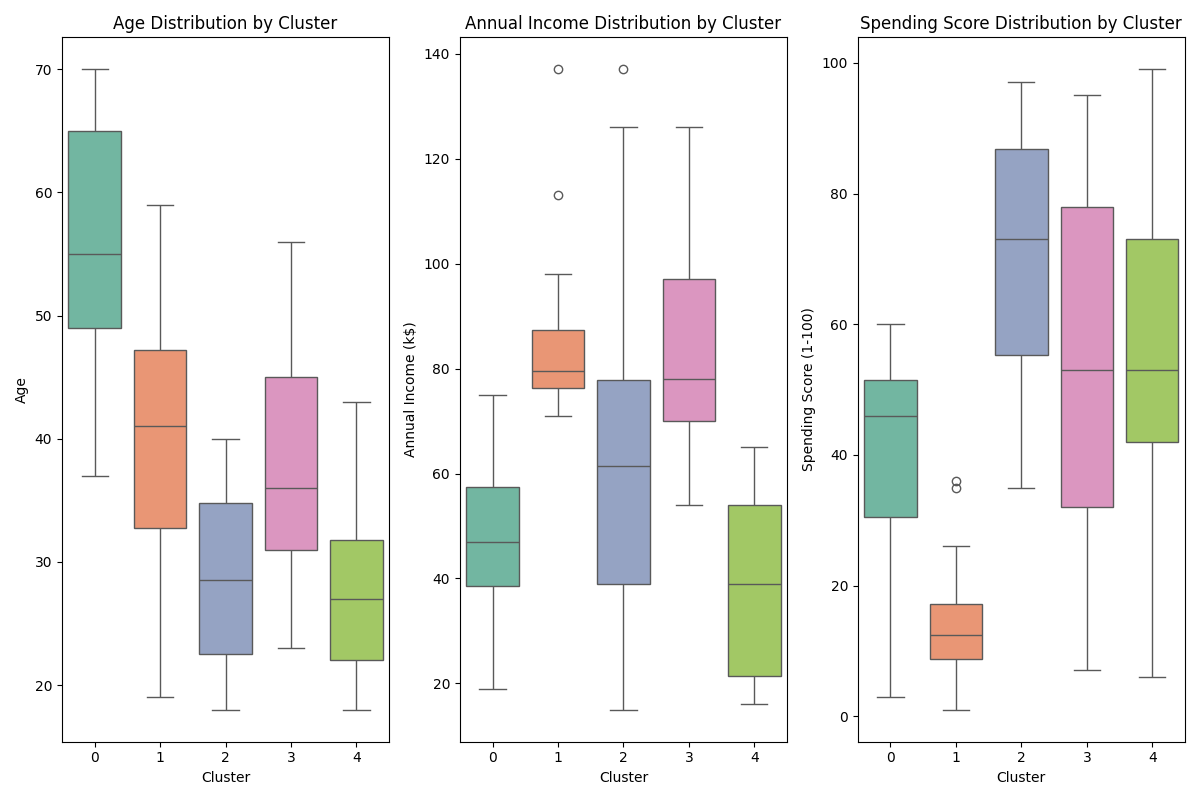 Age Distribution by Cluster
Age
70
60
50
40
30
20
0 1 2 3 4
Cluster
Annual Income Distribution by Cluster
Annual Income (k$)
140
120
100
80
60
40
20
0 1 2 3 4
Cluster
Spending Score Distribution by Cluster
Spending Score (1-100)
100
80
60
40
20
0
0 1 2 3 4
Cluster